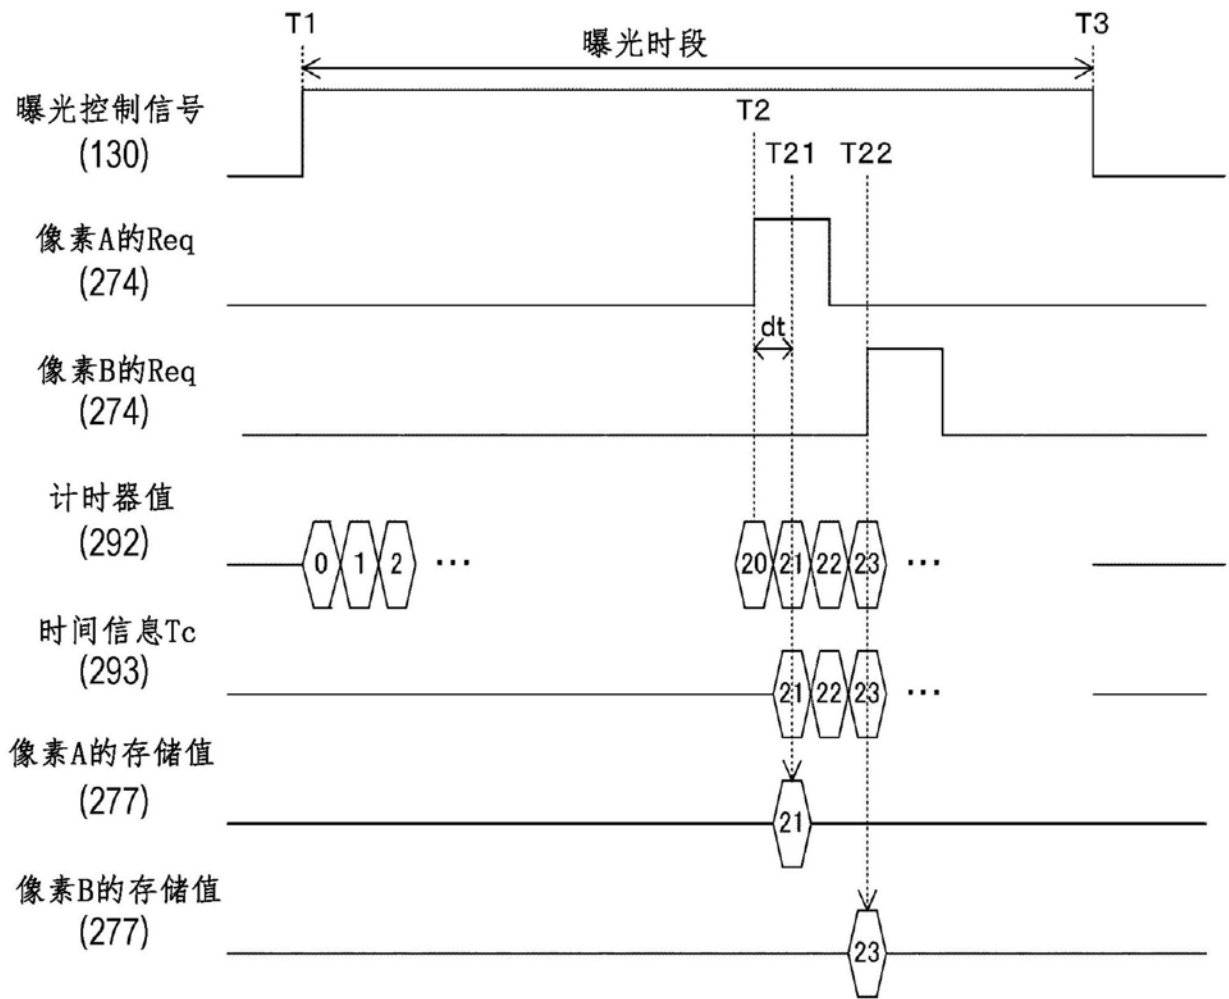 T1
T3
曝光时段
曝光控制信号
(130)
T2
T21
T22
像素A的Req
(274)
dt
像素B的Req
(274)
计时器值
(292)
0 1 2 ··· 20 21 22 23 ···
时间信息Tc
(293)
21 22 23 ···
像素A的存储值
(277)
21
像素B的存储值
(277)
23